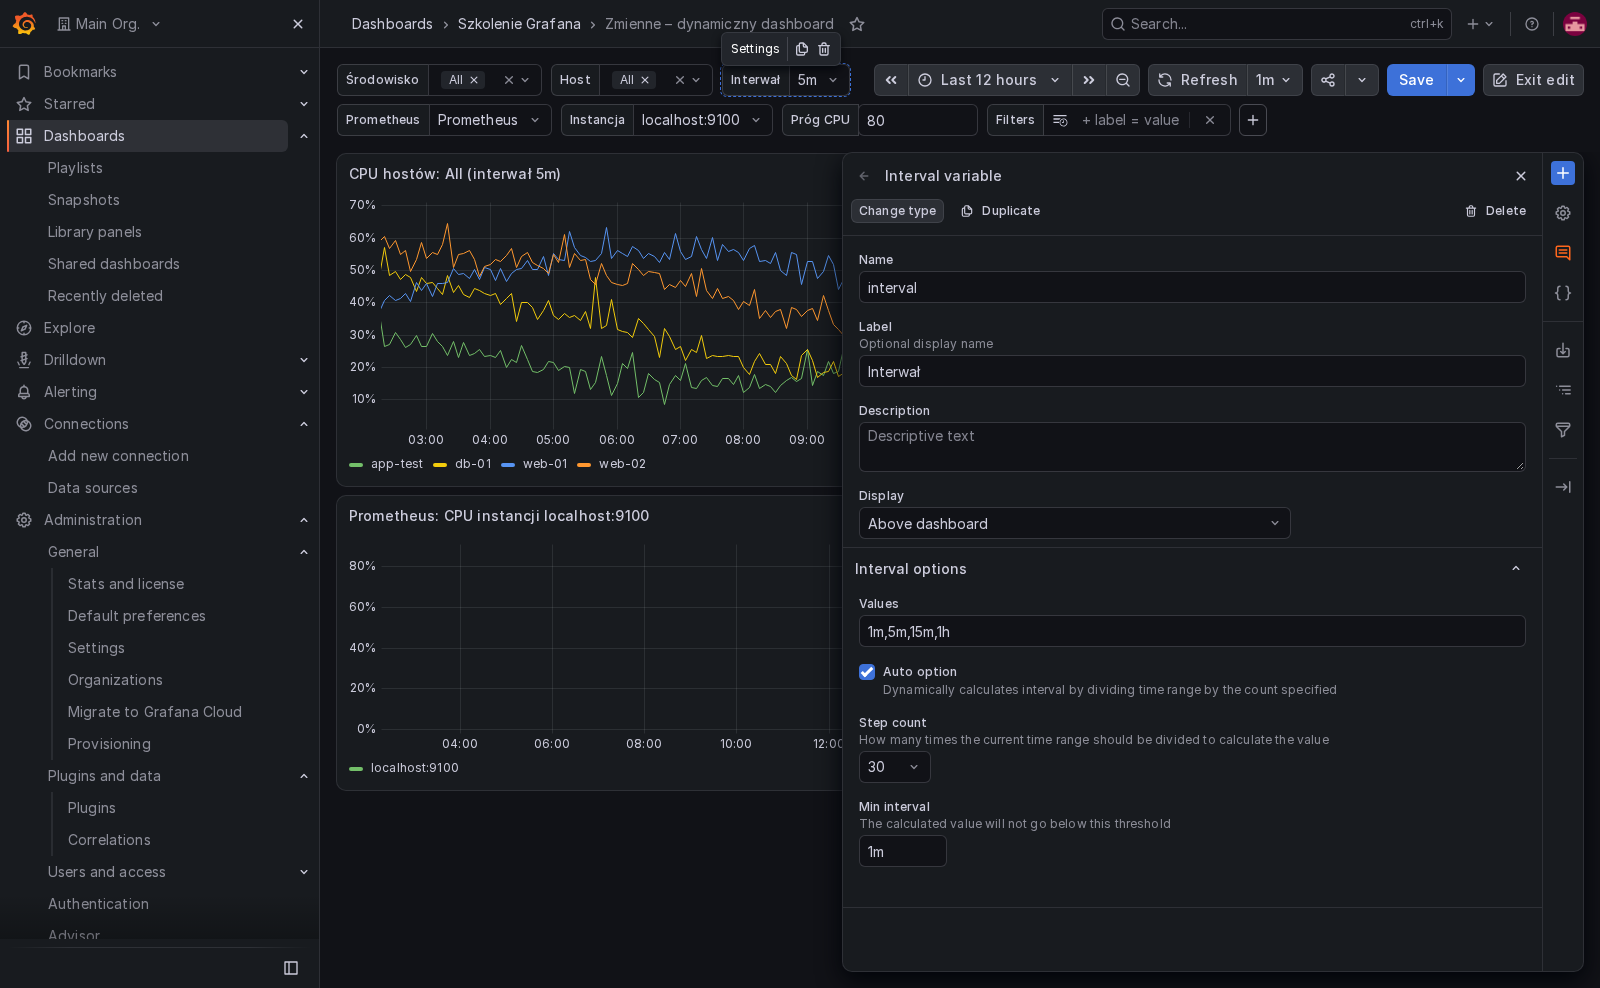 Main Org.
Dashboards
Szkolenie Grafana
Zmienne – dynamiczny dashboard
Search...
ctrl+k
Settings
Bookmarks
Starred
Dashboards
Playlists
Snapshots
Library panels
Shared dashboards
Recently deleted
Explore
Drilldown
Alerting
Connections
Add new connection
Data sources
Administration
General
Stats and license
Default preferences
Settings
Organizations
Migrate to Grafana Cloud
Provisioning
Plugins and data
Plugins
Correlations
Users and access
Authentication
Advisor
Środowisko All Host All Interwał 5m
Last 12 hours Refresh 1m Save Exit edit
Prometheus Prometheus Instancja localhost:9100 Próg CPU 80 Filters + label = value
CPU hostów: All (interwał 5m)
70%
60%
50%
40%
30%
20%
10%
03:00 04:00 05:00 06:00 07:00 08:00 09:00
app-test db-01 web-01 web-02
Prometheus: CPU instancji localhost:9100
80%
60%
40%
20%
0%
04:00 06:00 08:00 10:00 12:00
localhost:9100
Interval variable
Change type Duplicate Delete
Name
interval
Label
Optional display name
Interwał
Description
Descriptive text
Display
Above dashboard
Interval options
Values
1m,5m,15m,1h
Auto option
Dynamically calculates interval by dividing time range by the count specified
Step count
How many times the current time range should be divided to calculate the value
30
Min interval
The calculated value will not go below this threshold
1m